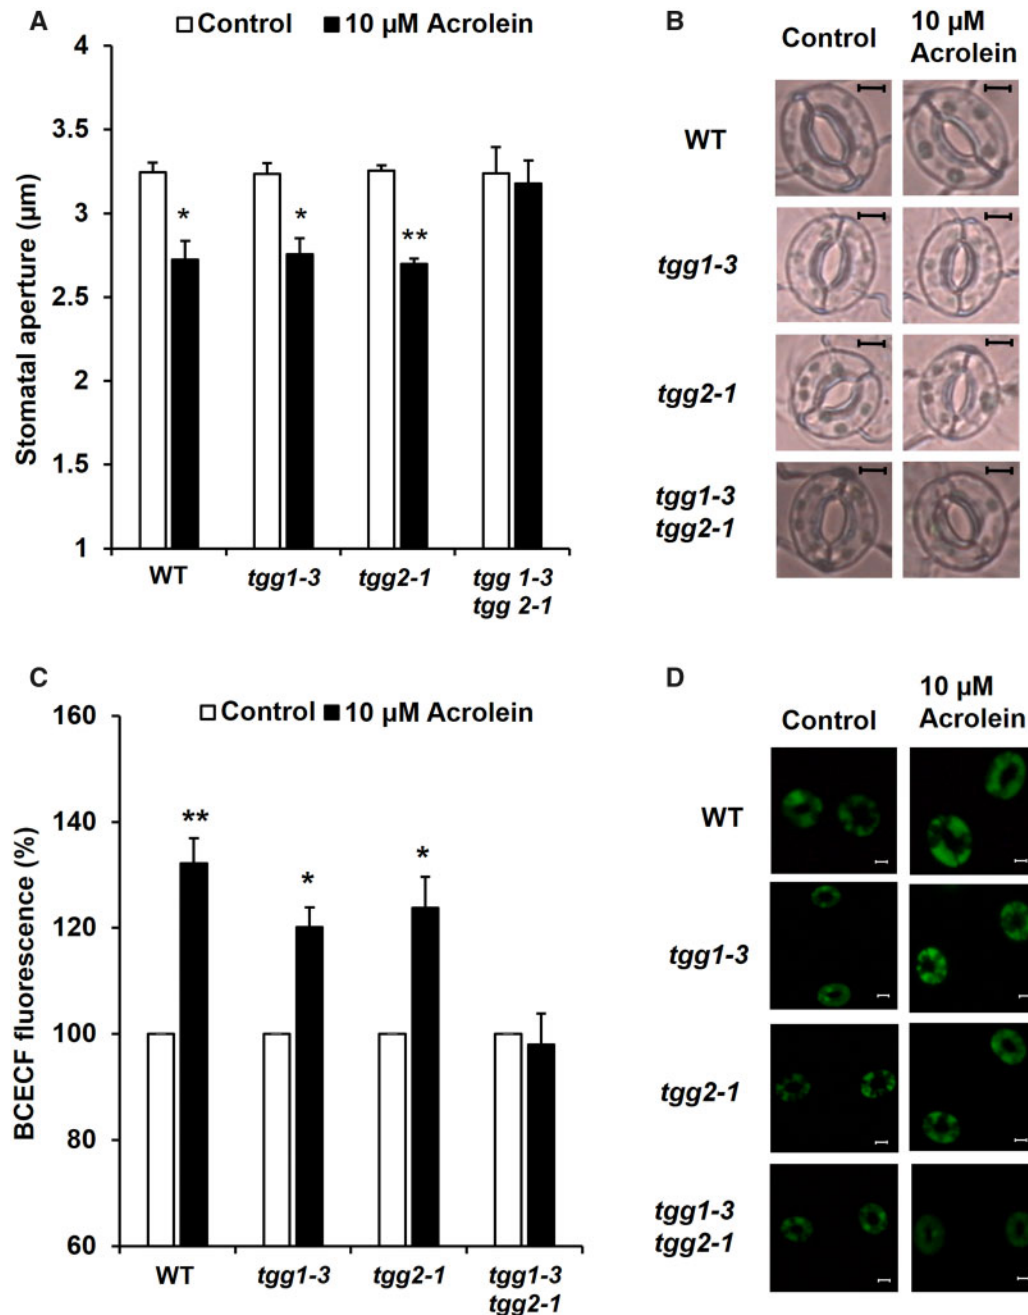 A
Control 10 µM Acrolein
Stomatal aperture (µm)
4
3.5
3
2.5
2
1.5
1
*
*
**
WT
tgg1-3
tgg2-1
tgg 1-3
tgg 2-1
B
Control
10 µM
Acrolein
WT
tgg1-3
tgg2-1
tgg1-3
tgg2-1
C
Control 10 µM Acrolein
BCECF fluorescence (%)
160
140
120
100
80
60
**
*
*
WT
tgg1-3
tgg2-1
tgg1-3
tgg2-1
D
Control
10 µM
Acrolein
WT
tgg1-3
tgg2-1
tgg1-3
tgg2-1